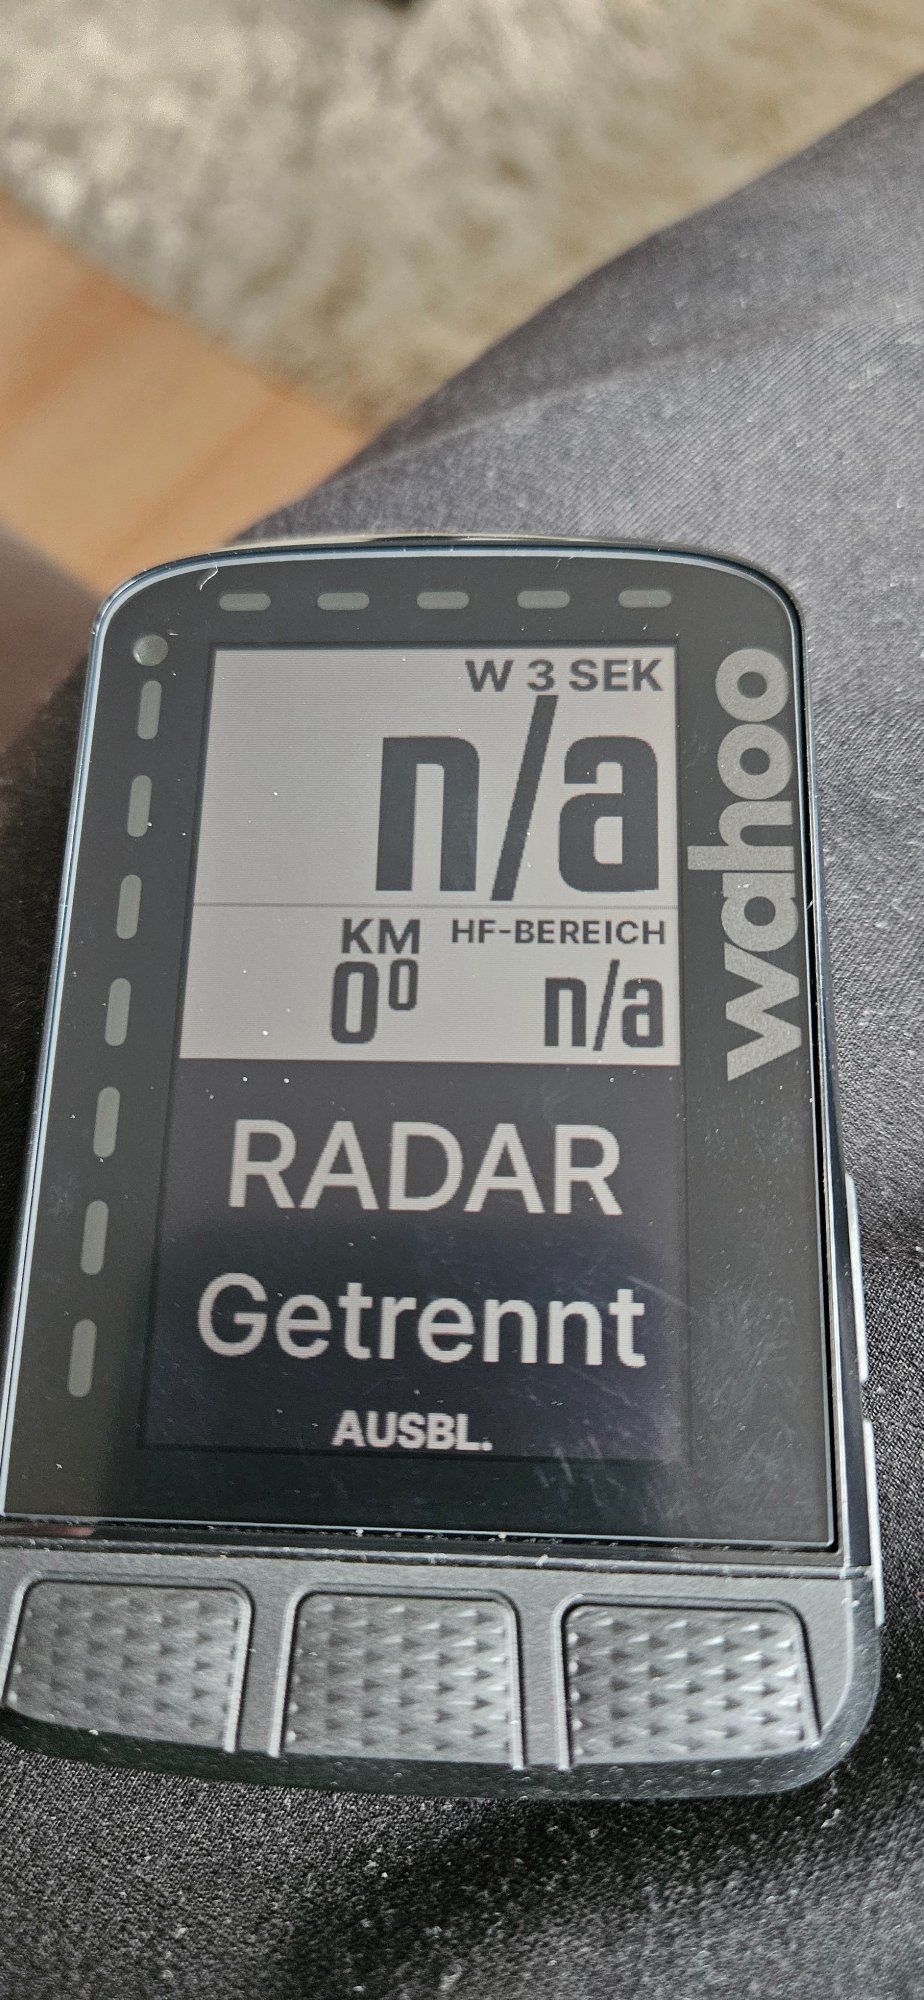 W 3 SEK
n/a
KM HF-BEREICH
0⁰ n/a
RADAR
Getrennt
AUSBL.
wahoo